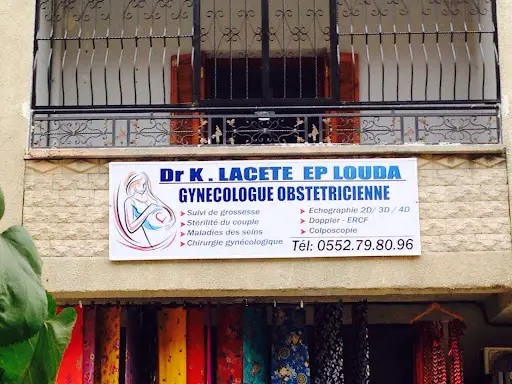 Dr K . LACETE EP LOUDA
GYNECOLOGUE OBSTETRICIENNE
Suivi de grossesse
Stérilité du couple
Maladies des seins
Chirurgie gynécologique
Echographie 2D/ 3D / 4D
Doppler - ERCF
Colposcopie
Tél: 0552.79.80.96